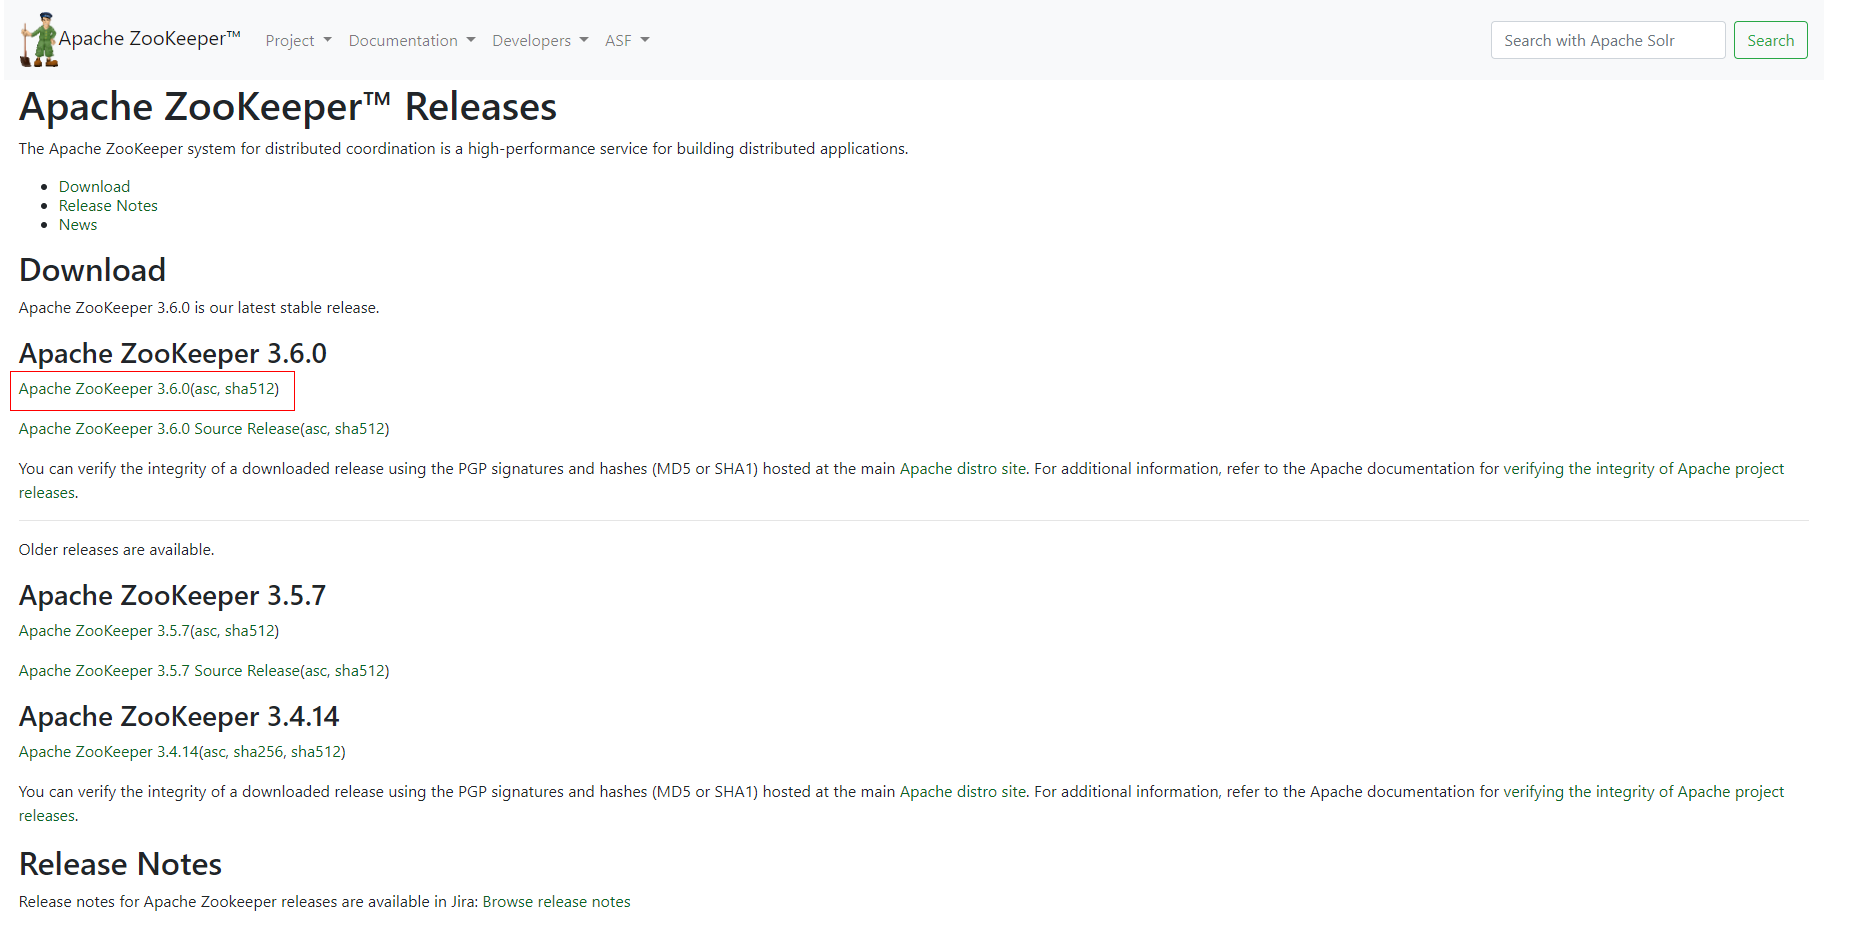 Apache ZooKeeper™ Project Documentation Developers ASF Search with Apache Solr Search
Apache ZooKeeper™ Releases
The Apache ZooKeeper system for distributed coordination is a high-performance service for building distributed applications.
Download
Release Notes
News
Download
Apache ZooKeeper 3.6.0 is our latest stable release.
Apache ZooKeeper 3.6.0
Apache ZooKeeper 3.6.0(asc, sha512)
Apache ZooKeeper 3.6.0 Source Release(asc, sha512)
You can verify the integrity of a downloaded release using the PGP signatures and hashes (MD5 or SHA1) hosted at the main Apache distro site. For additional information, refer to the Apache documentation for verifying the integrity of Apache project
releases.
Older releases are available.
Apache ZooKeeper 3.5.7
Apache ZooKeeper 3.5.7(asc, sha512)
Apache ZooKeeper 3.5.7 Source Release(asc, sha512)
Apache ZooKeeper 3.4.14
Apache ZooKeeper 3.4.14(asc, sha256, sha512)
You can verify the integrity of a downloaded release using the PGP signatures and hashes (MD5 or SHA1) hosted at the main Apache distro site. For additional information, refer to the Apache documentation for verifying the integrity of Apache project
releases.
Release Notes
Release notes for Apache Zookeeper releases are available in Jira: Browse release notes